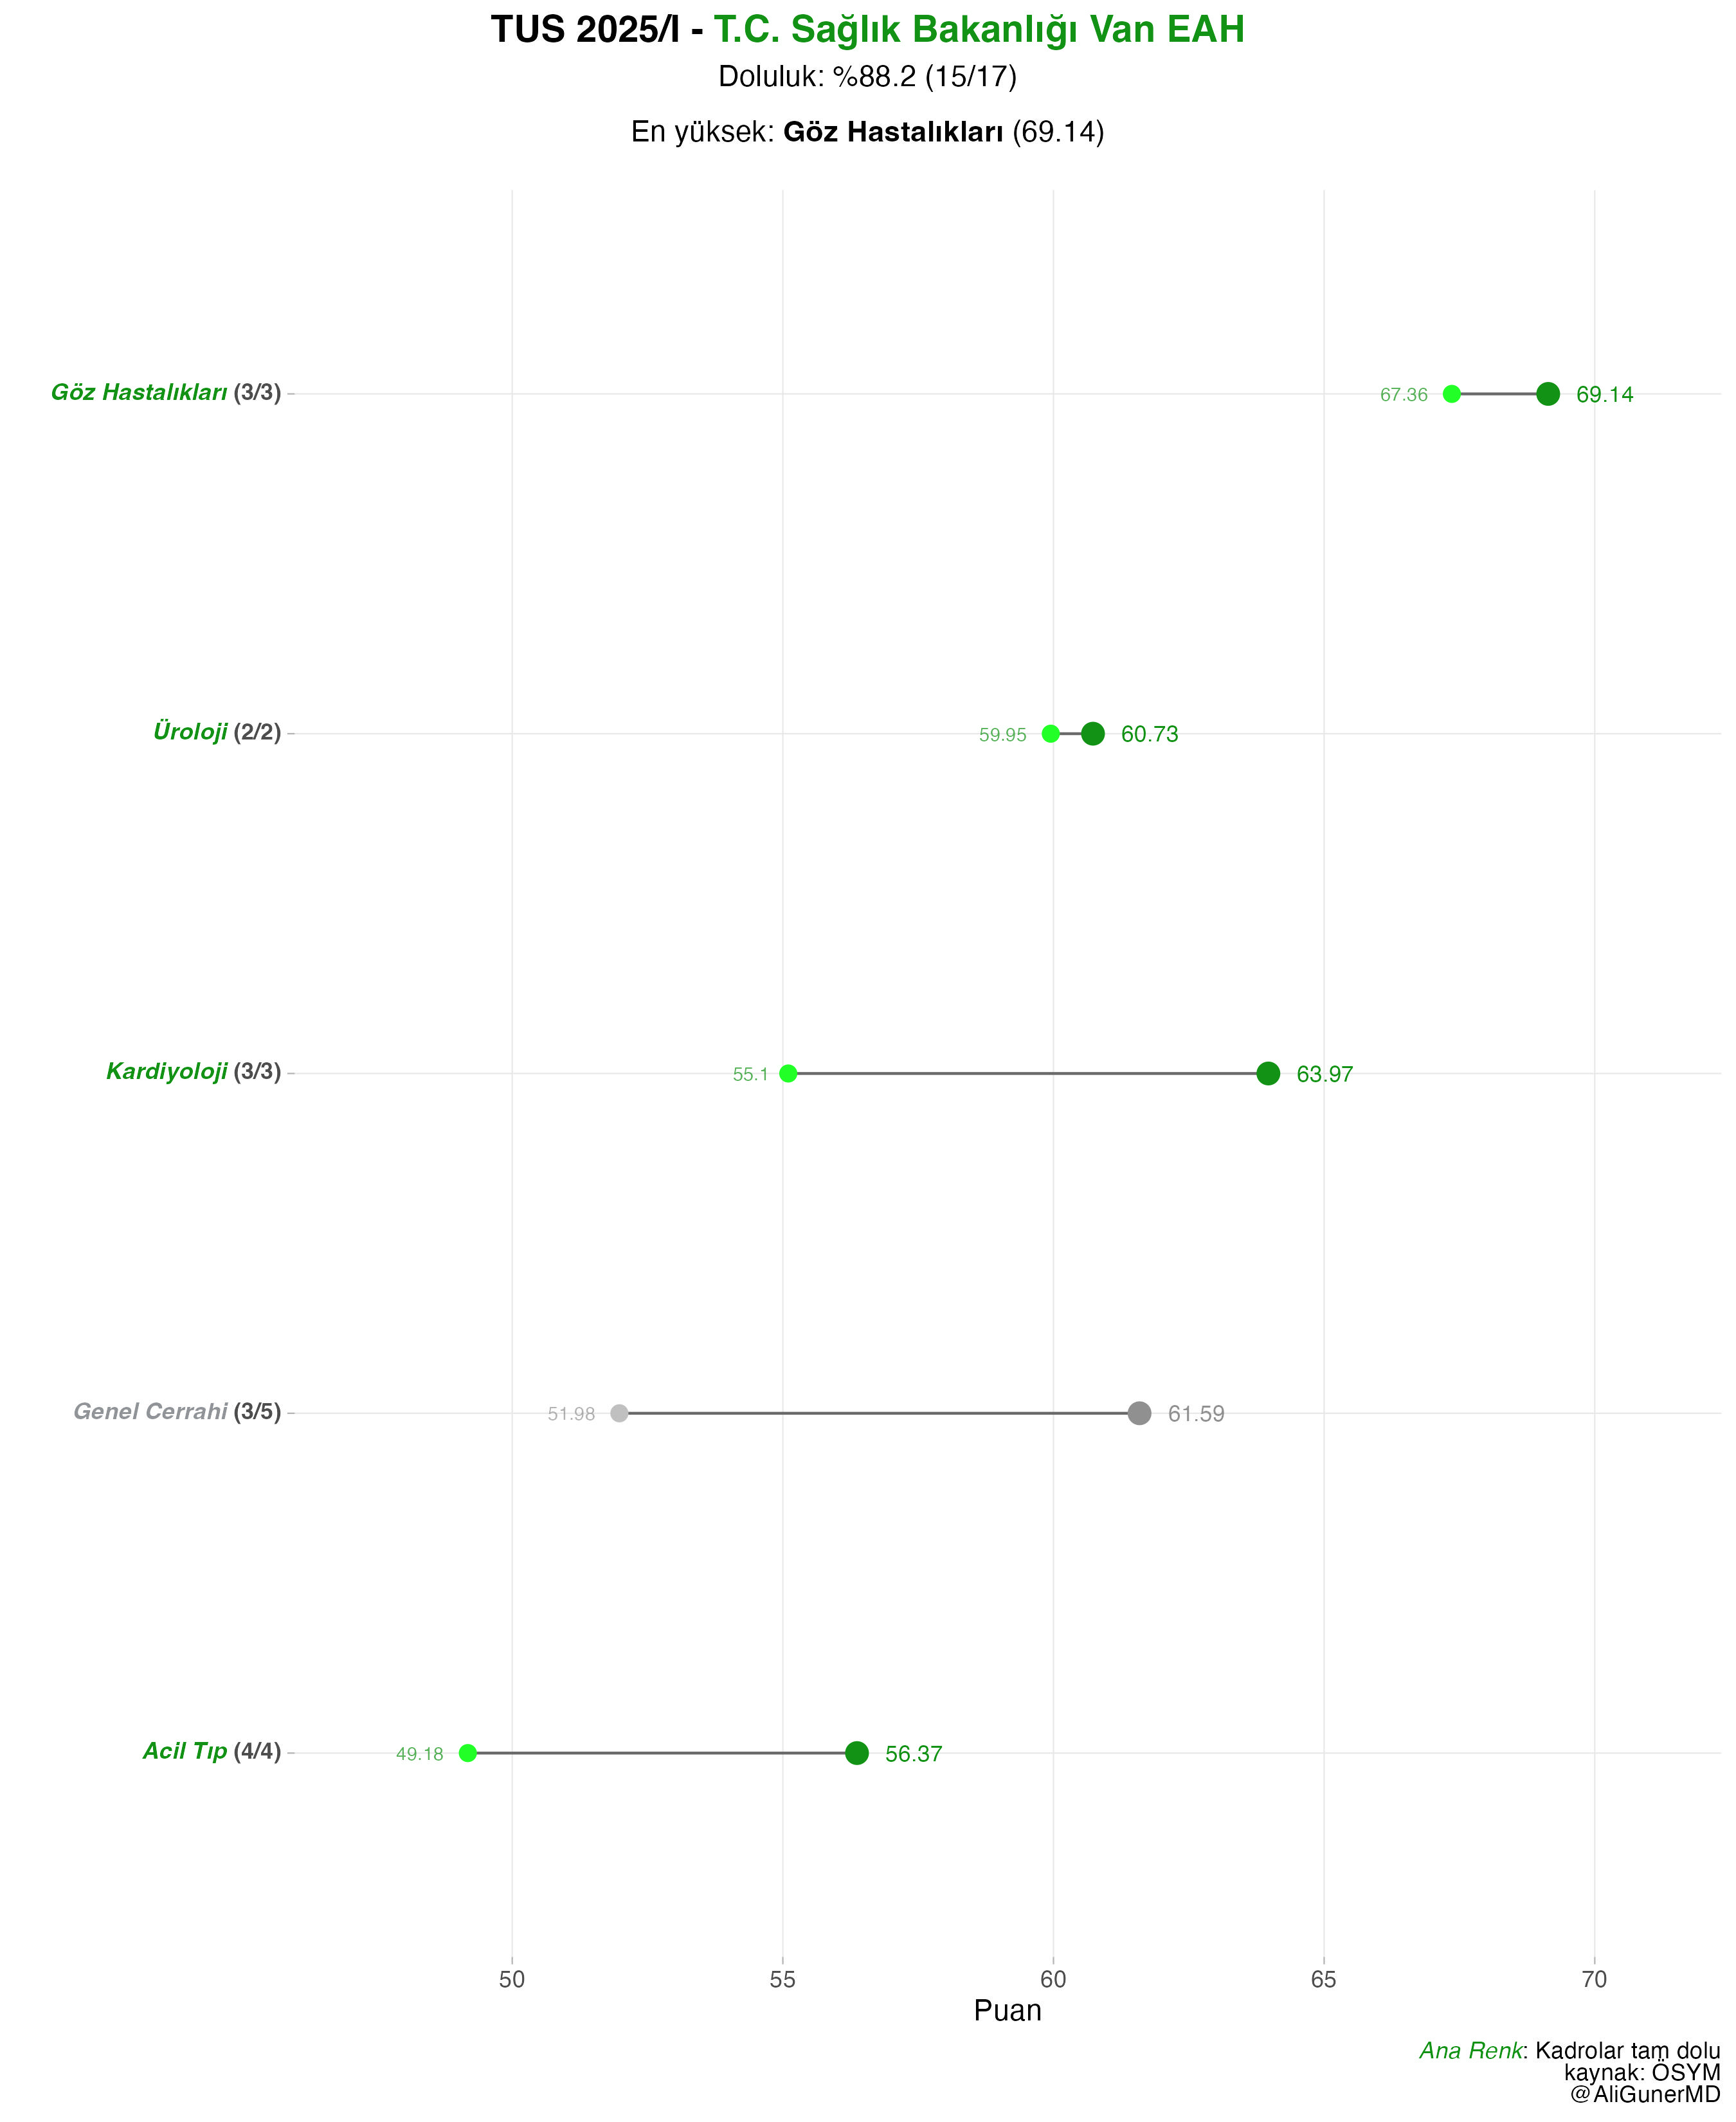 TUS 2025/I - T.C. Sağlık Bakanlığı Van EAH
Doluluk: %88.2 (15/17)
En yüksek: Göz Hastalıkları (69.14)
Göz Hastalıkları (3/3) 67.36 69.14
Üroloji (2/2) 59.95 60.73
Kardiyoloji (3/3) 55.1 63.97
Genel Cerrahi (3/5) 51.98 61.59
Acil Tıp (4/4) 49.18 56.37
50 55 60 65 70
Puan
Ana Renk: Kadrolar tam dolu
kaynak: ÖSYM
@AliGunerMD